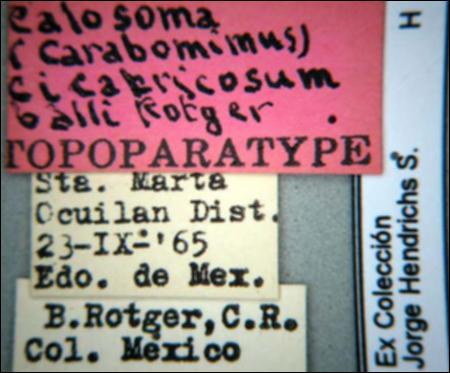 Calosoma
(Carabomimus)
cicatricosum
balli Rotger .
TOPOPARATYPE
Sta. Marta
Ocuilan Dist.
23-IX-'65
Edo. de Mex.
B.Rotger,C.R.
Col. Mexico
Ex Colección
Jorge Hendrichs S.
H